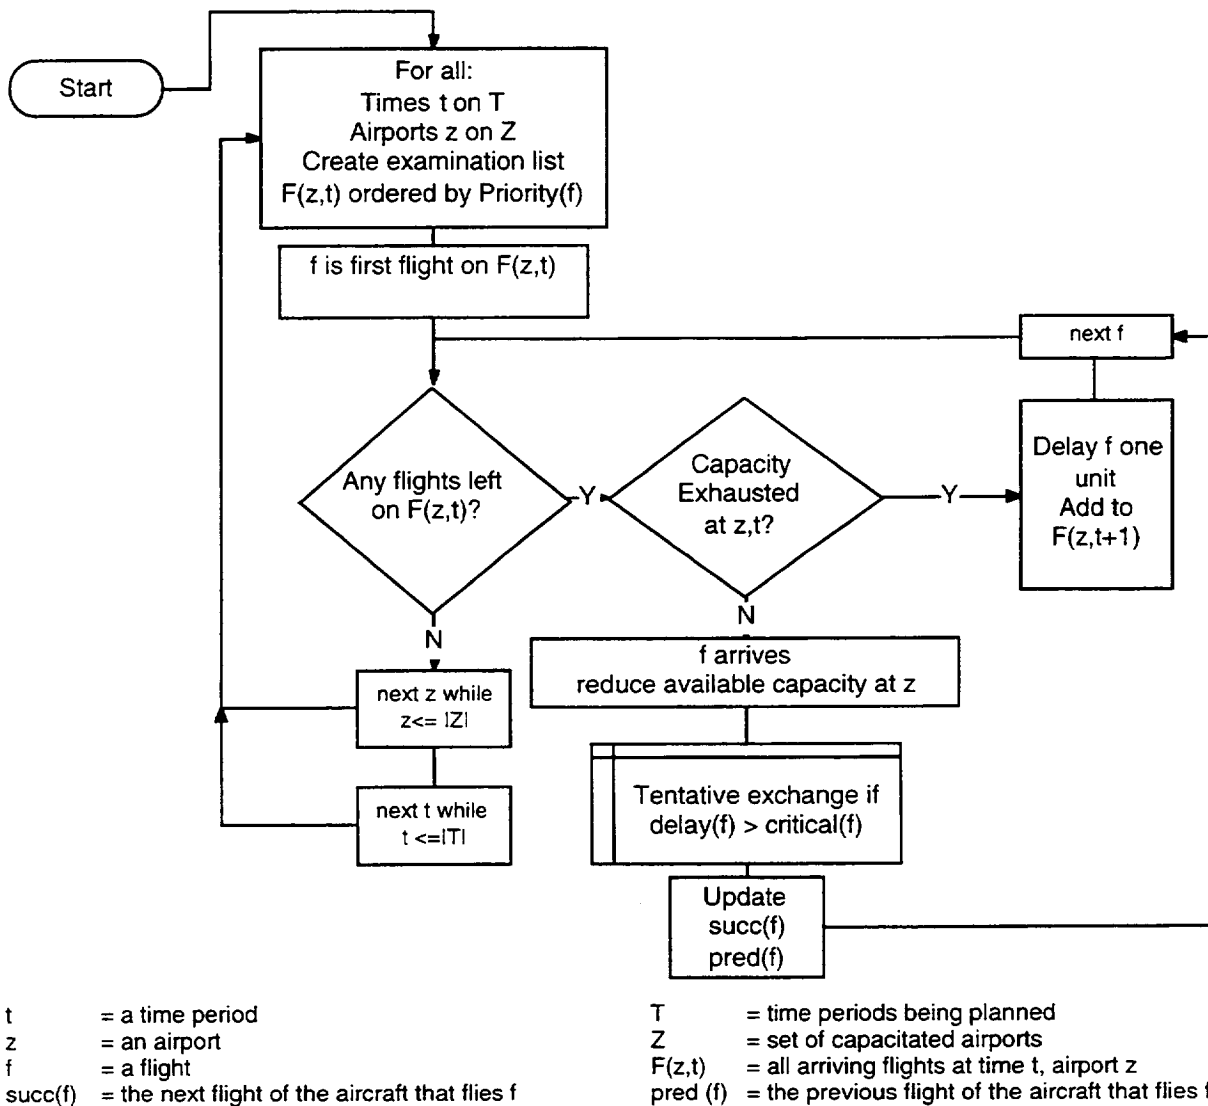 Start
For all:
Times t on T
Airports z on Z
Create examination list
F(z,t) ordered by Priority(f)
f is first flight on F(z,t)
next f
Any flights left
on F(z,t)?
Y
Capacity
Exhausted
at z,t?
Y
Delay f one
unit
Add to
F(z,t+1)
N
N
next z while
z<= |Z|
f arrives
reduce available capacity at z
next t while
t <=|T|
Tentative exchange if
delay(f) > critical(f)
Update
succ(f)
pred(f)
t = a time period
z = an airport
f = a flight
succ(f) = the next flight of the aircraft that flies f
T = time periods being planned
Z = set of capacitated airports
F(z,t) = all arriving flights at time t, airport z
pred (f) = the previous flight of the aircraft that flies f